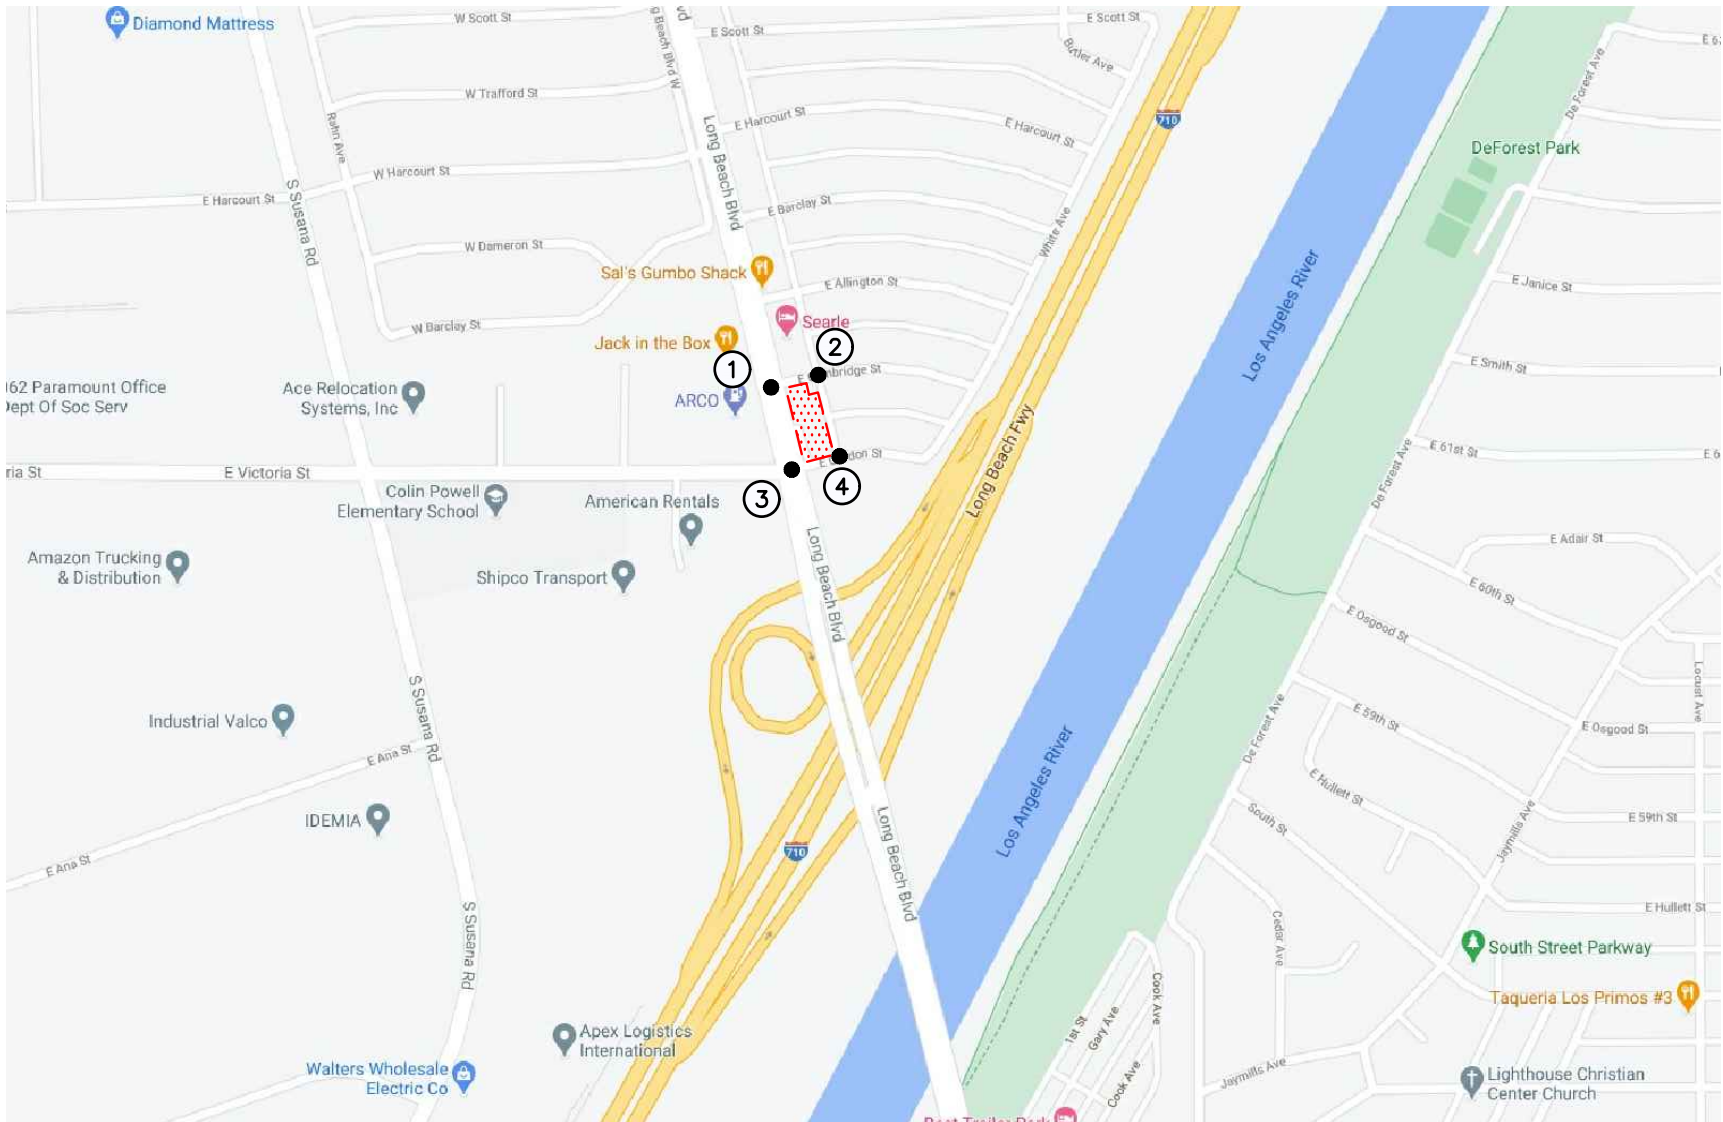 Diamond Mattress
W Scott St
E Scott St
E Scott St
Butler Ave
W Trafford St
Rahn Ave
E Harcourt St
E Harcourt St
Long Beach Blvd
710
De Forest Ave
DeForest Park
W Harcourt St
E Harcourt St
S Susana Rd
E Barclay St
White Ave
W Dameron St
Sal's Gumbo Shack
E Allington St
Los Angeles River
E Janice St
W Barclay St
Searle
Jack in the Box
2
1
E Smith St
62 Paramount Office
Dept Of Soc Serv
Ace Relocation
Systems, Inc
ARCO
Long Beach Fwy
E 61st St
De Forest Ave
E Victoria St
3
4
Colin Powell
Elementary School
American Rentals
Amazon Trucking
& Distribution
Shipco Transport
Long Beach Blvd
E Adair St
E 60th St
E Osgood St
Locust Ave
S Susana Rd
Industrial Valco
E Ana St
De Forest Ave
E 59th St
E Osgood St
E Hullett St
South St
IDEMIA
Los Angeles River
E 59th St
Jaymills Ave
710
Long Beach Blvd
E Ana St
S Susana Rd
E Hullett St
Cedar Ave
South Street Parkway
Cook Ave
Taqueria Los Primos #3
1st St
Gary Ave
Apex Logistics
International
Walters Wholesale
Electric Co
Cook Ave
Jaymills Ave
Lighthouse Christian
Center Church